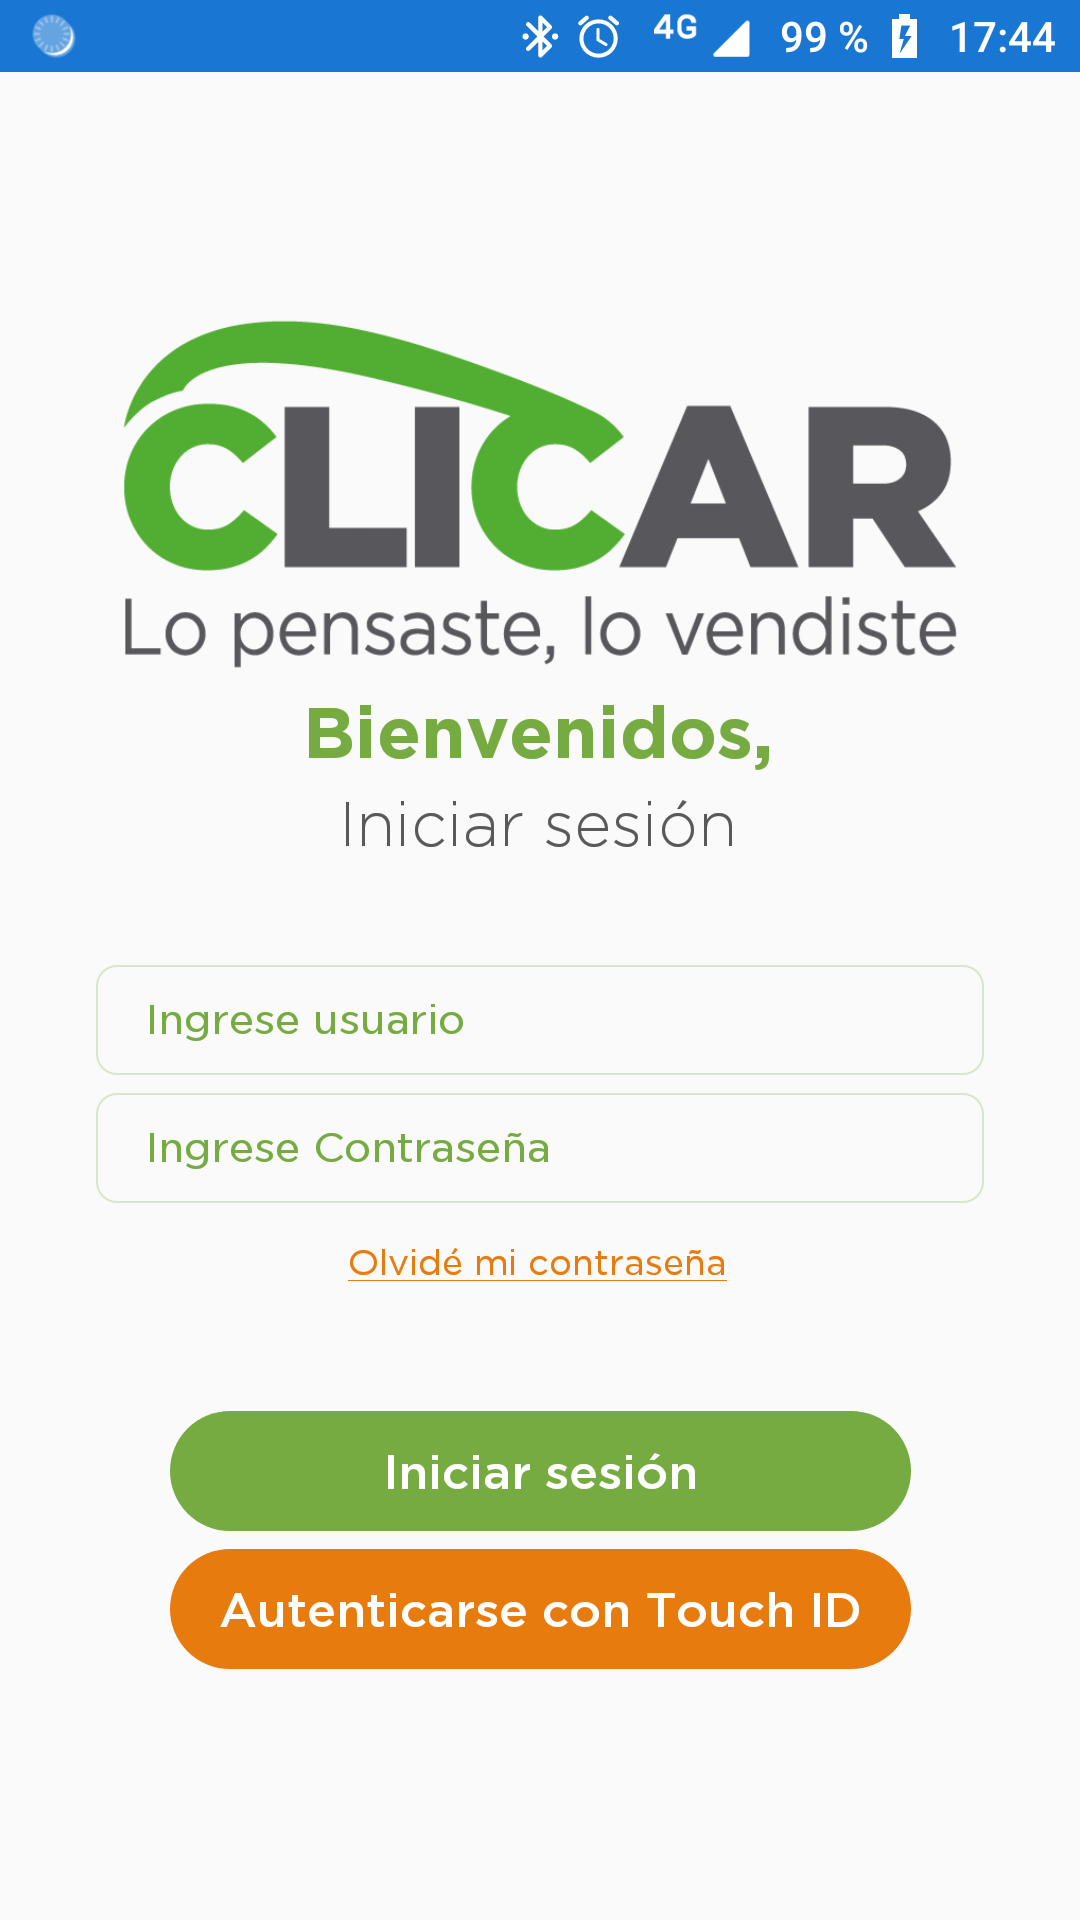 4G 99 % 17:44
CLICAR
Lo pensaste, lo vendiste
Bienvenidos,
Iniciar sesión
Ingrese usuario
Ingrese Contraseña
Olvidé mi contraseña
Iniciar sesión
Autenticarse con Touch ID